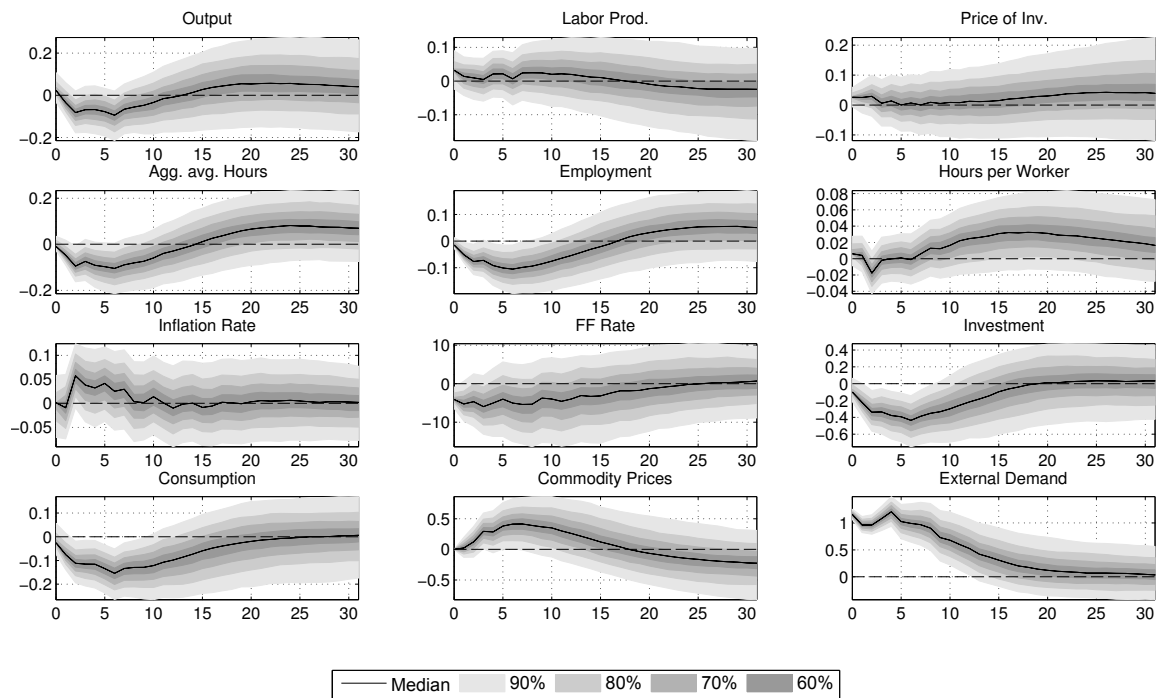 Output
0.2
0
−0.2
0 5 10 15 20 25 30
Labor Prod.
0.1
0
−0.1
0 5 10 15 20 25 30
Price of Inv.
0.2
0.1
0
−0.1
0 5 10 15 20 25 30
Agg. avg. Hours
0.2
0
−0.2
0 5 10 15 20 25 30
Employment
0.1
0
−0.1
0 5 10 15 20 25 30
Hours per Worker
0.08
0.06
0.04
0.02
0
−0.02
−0.04
0 5 10 15 20 25 30
Inflation Rate
0.1
0.05
0
−0.05
0 5 10 15 20 25 30
FF Rate
10
0
−10
0 5 10 15 20 25 30
Investment
0.4
0.2
0
−0.2
−0.4
−0.6
0 5 10 15 20 25 30
Consumption
0.1
0
−0.1
−0.2
0 5 10 15 20 25 30
Commodity Prices
0.5
0
−0.5
0 5 10 15 20 25 30
External Demand
1
0.5
0
0 5 10 15 20 25 30
Median 90% 80% 70% 60%